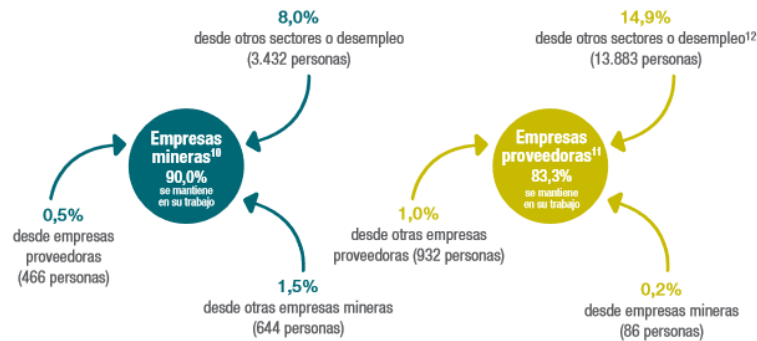 8,0%
desde otros sectores o desempleo
(3.432 personas)
Empresas
mineras¹⁰
90,0%
se mantiene
en su trabajo
0,5%
desde empresas
proveedoras
(466 personas)
1,5%
desde otras empresas mineras
(644 personas)
14,9%
desde otros sectores o desempleo¹²
(13.883 personas)
Empresas
proveedoras¹¹
83,3%
se mantiene
en su trabajo
1,0%
desde otras empresas
proveedoras (932 personas)
0,2%
desde empresas mineras
(86 personas)